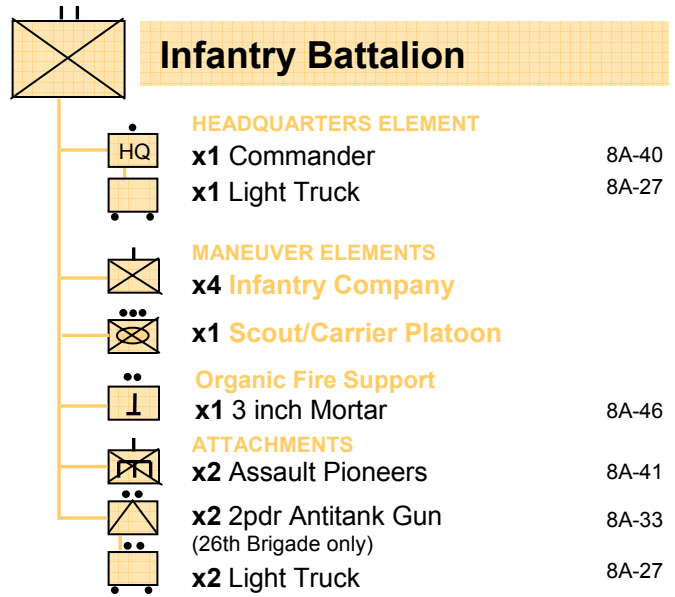 Infantry Battalion
HEADQUARTERS ELEMENT
HQ
x1 Commander 8A-40
x1 Light Truck 8A-27
MANEUVER ELEMENTS
x4 Infantry Company
x1 Scout/Carrier Platoon
Organic Fire Support
x1 3 inch Mortar 8A-46
ATTACHMENTS
x2 Assault Pioneers 8A-41
x2 2pdr Antitank Gun 8A-33
(26th Brigade only)
x2 Light Truck 8A-27